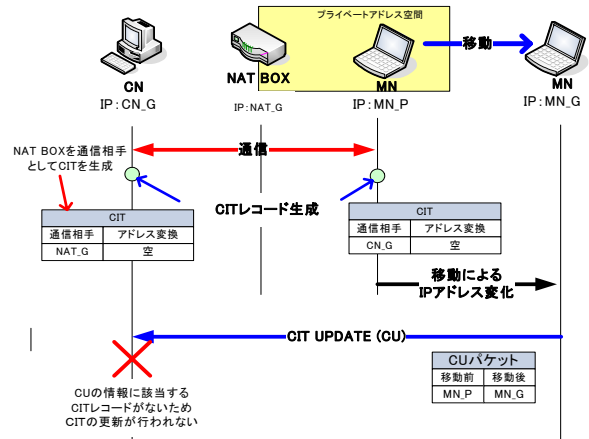 プライベートアドレス空間
移動
CN
NAT BOX
MN
MN
IP:CN_G
IP:NAT_G
IP:MN_P
IP:MN_G
NAT BOXを通信相手
としてCITを生成
通信
CITレコード生成
CIT
通信相手 アドレス変換
NAT_G 空
CIT
通信相手 アドレス変換
CN_G 空
移動による
IPアドレス変化
CIT UPDATE (CU)
CUパケット
移動前 移動後
MN_P MN_G
CUの情報に該当する
CITレコードがないため
CITの更新が行われない